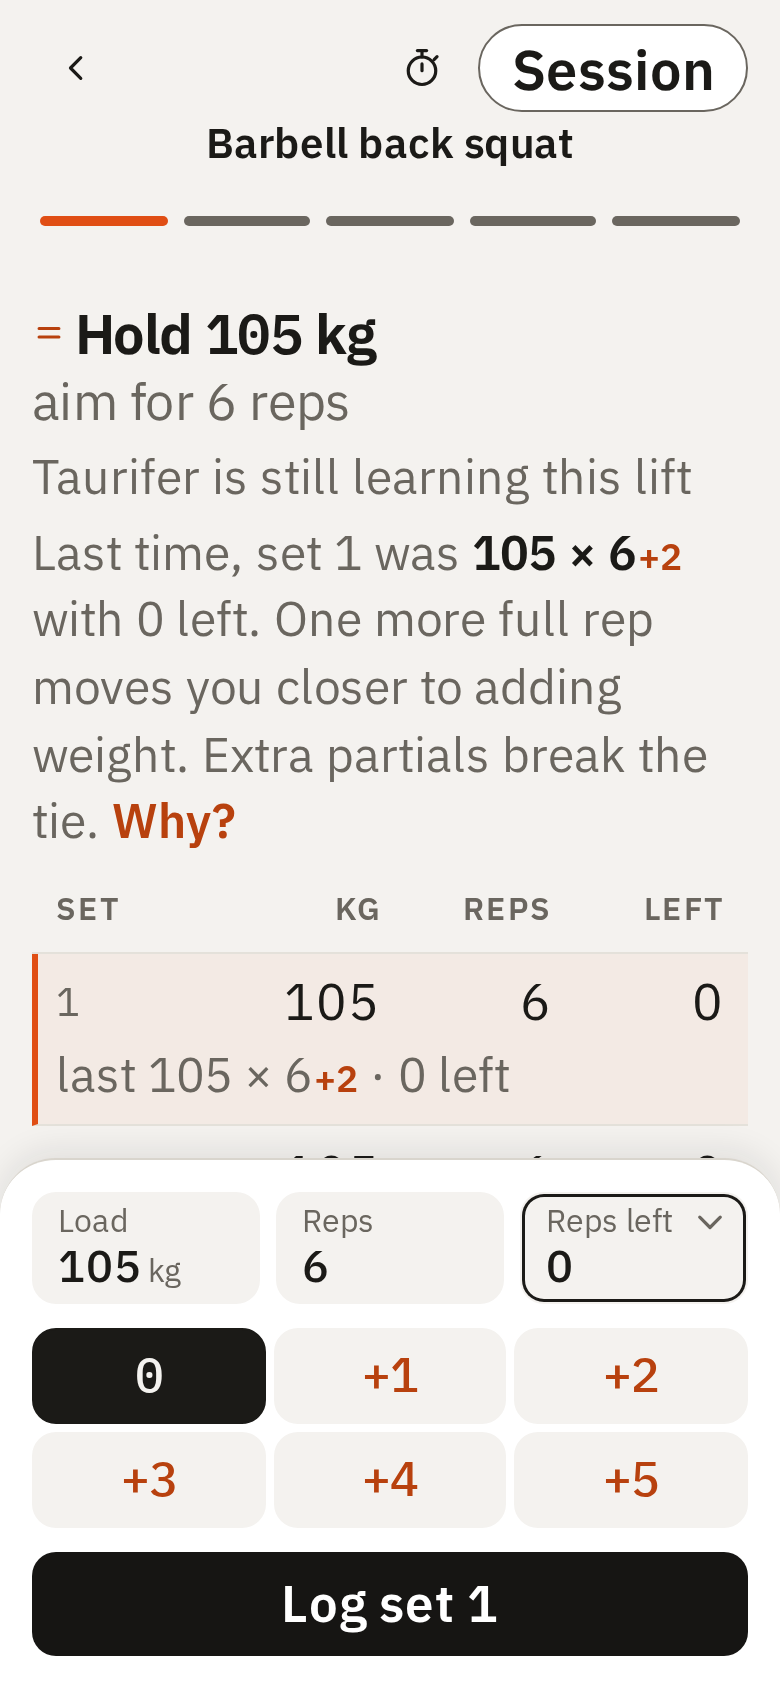 Session
Barbell back squat
= Hold 105 kg
aim for 6 reps
Taurifer is still learning this lift
Last time, set 1 was 105 × 6+2
with 0 left. One more full rep
moves you closer to adding
weight. Extra partials break the
tie. Why?
SET KG REPS LEFT
1 105 6 0
last 105 × 6+2 · 0 left
Load Reps Reps left
105 kg 6 0
0 +1 +2
+3 +4 +5
Log set 1